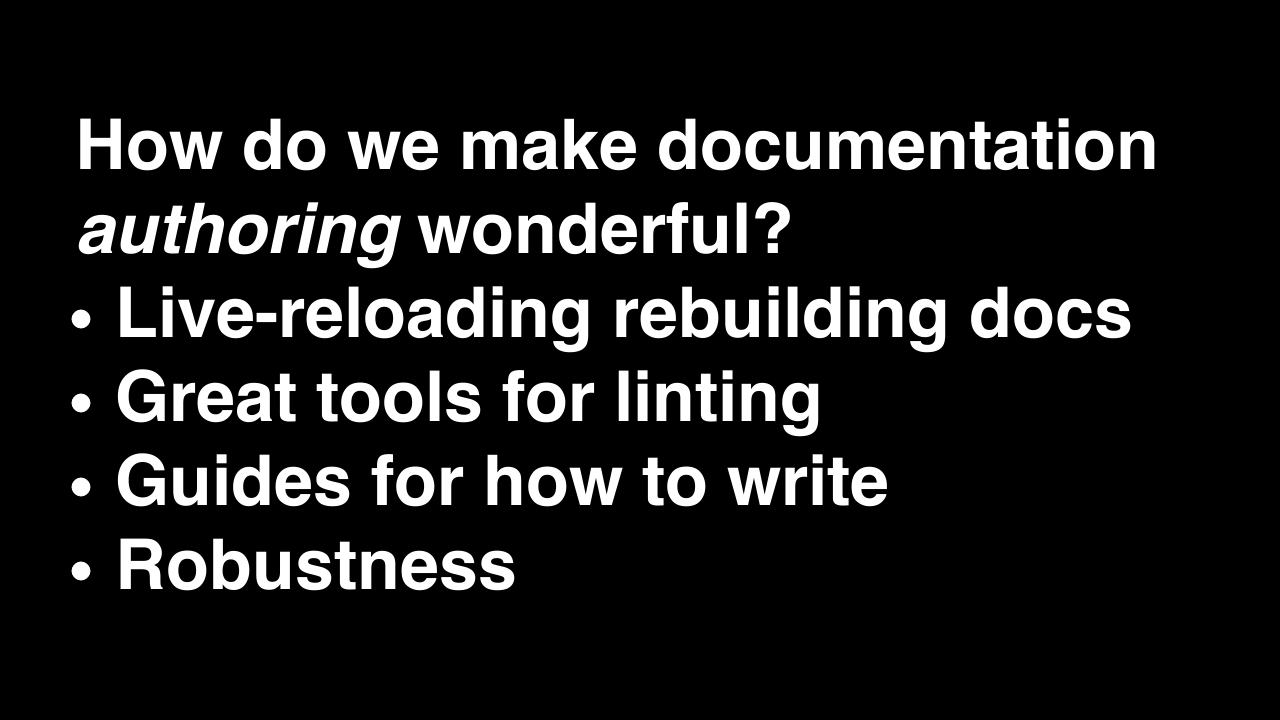 How do we make documentation
authoring wonderful?
• Live-reloading rebuilding docs
• Great tools for linting
• Guides for how to write
• Robustness